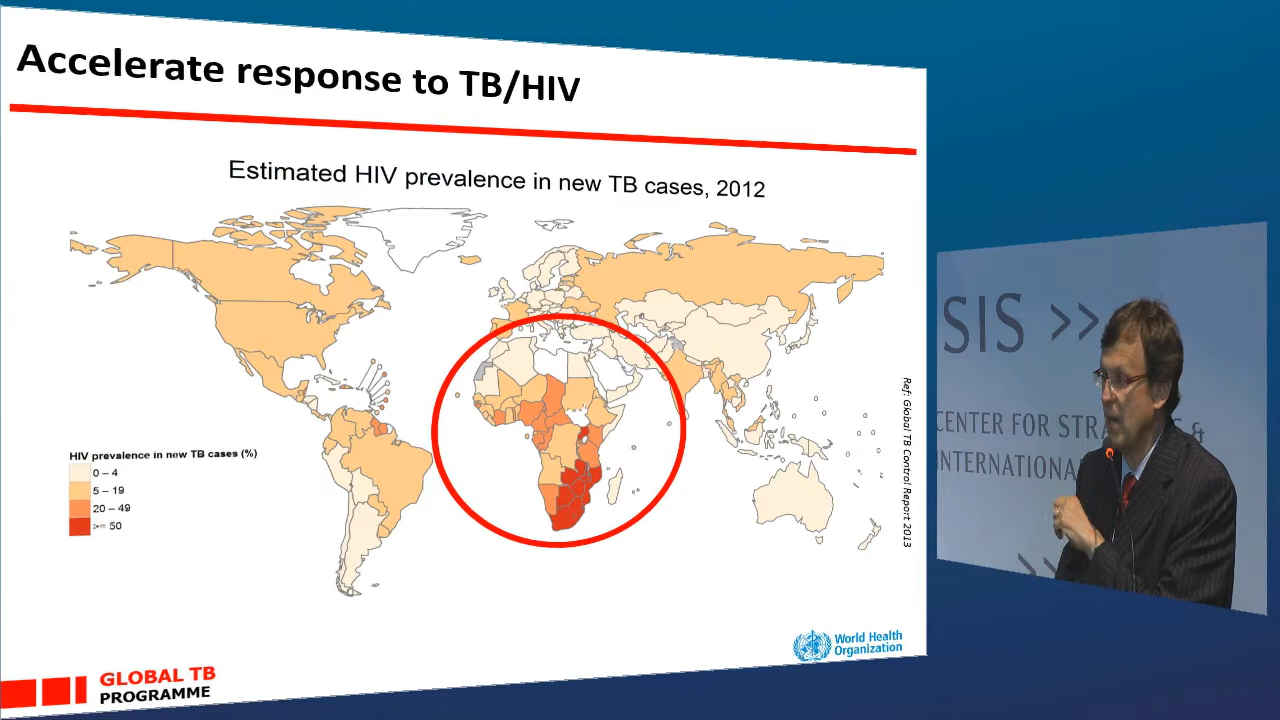 Accelerate response to TB/HIV
Estimated HIV prevalence in new TB cases, 2012
HIV prevalence in new TB cases (%)
0 – 4
5 – 19
20 – 49
>= 50
Ref: Global TB Control Report 2013
World Health
Organization
GLOBAL TB
PROGRAMME
SIS >>
CENTER FOR STRA & 
INTERNATIONAL